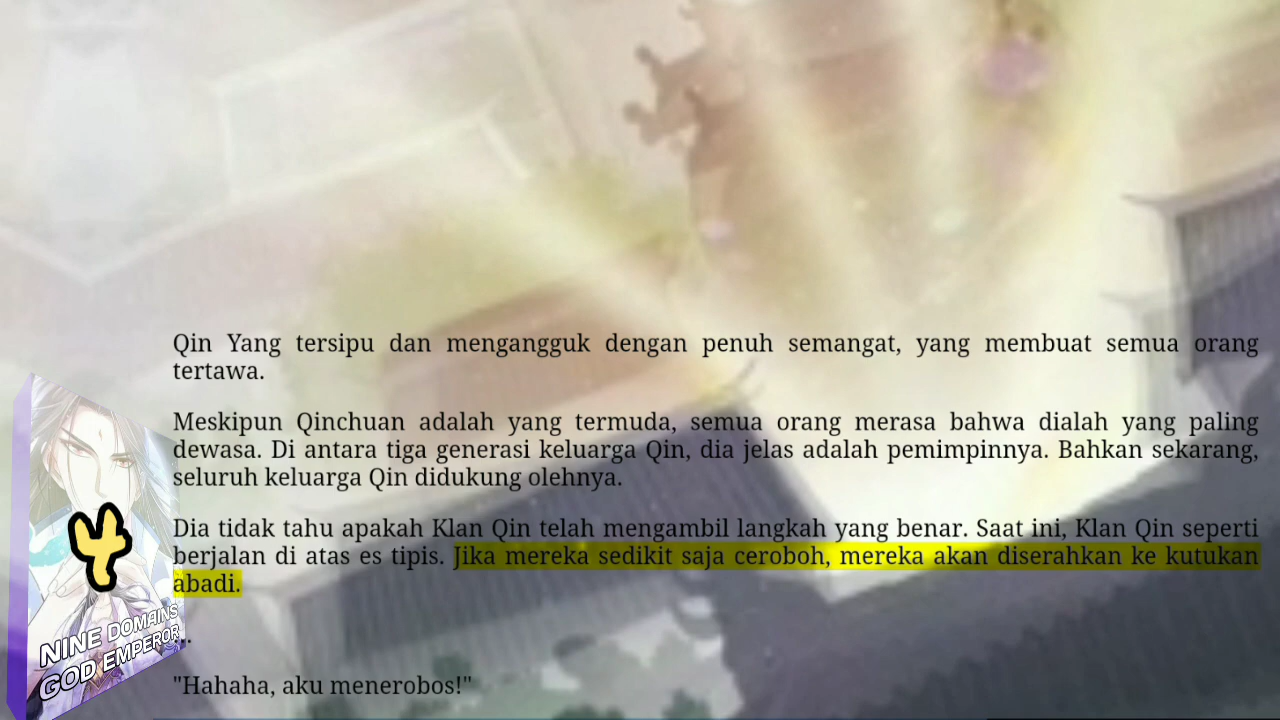 Qin Yang tersipu dan mengangguk dengan penuh semangat, yang membuat semua orang
tertawa.
Meskipun Qinchuan adalah yang termuda, semua orang merasa bahwa dialah yang paling
dewasa. Di antara tiga generasi keluarga Qin, dia jelas adalah pemimpinnya. Bahkan sekarang,
seluruh keluarga Qin didukung olehnya.
Dia tidak tahu apakah Klan Qin telah mengambil langkah yang benar. Saat ini, Klan Qin seperti
berjalan di atas es tipis. Jika mereka sedikit saja ceroboh, mereka akan diserahkan ke kutukan
abadi.
...
"Hahaha, aku menerobos!"
4
NINE DOMAINS
GOD EMPEROR